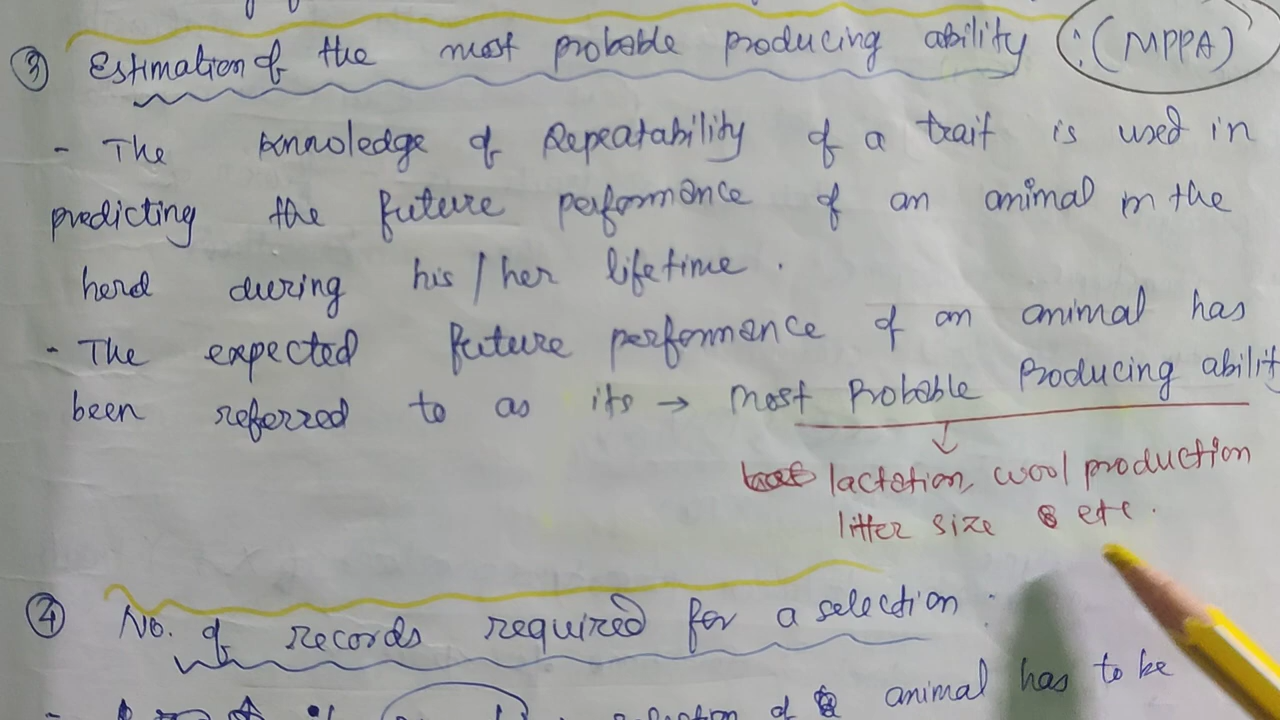 ③ Estimation of the most probable producing ability :(MPPA)
- The knowledge of Repeatability of a trait is used in
predicting the future performance of an animal in the
herd during his/her lifetime.
- The expected future performance of an animal has
been referred to as its → most Probable Producing abilit
↓
lactation, wool production
litter size etc.
④ No. of records required for a selection :
animal has to be